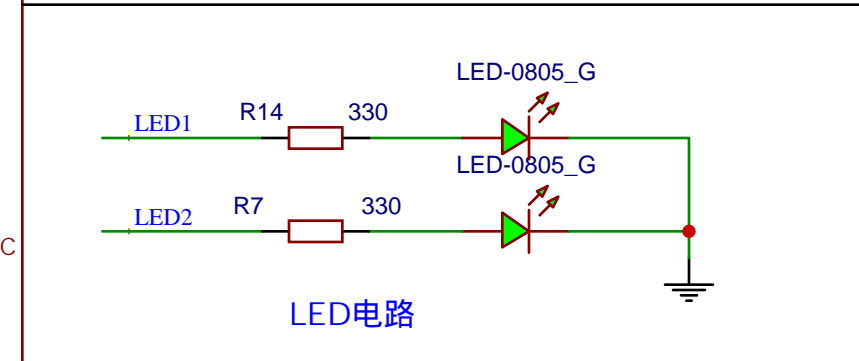 LED-0805_G
R14 330
LED1
LED-0805_G
R7 330
LED2
C
LED电路